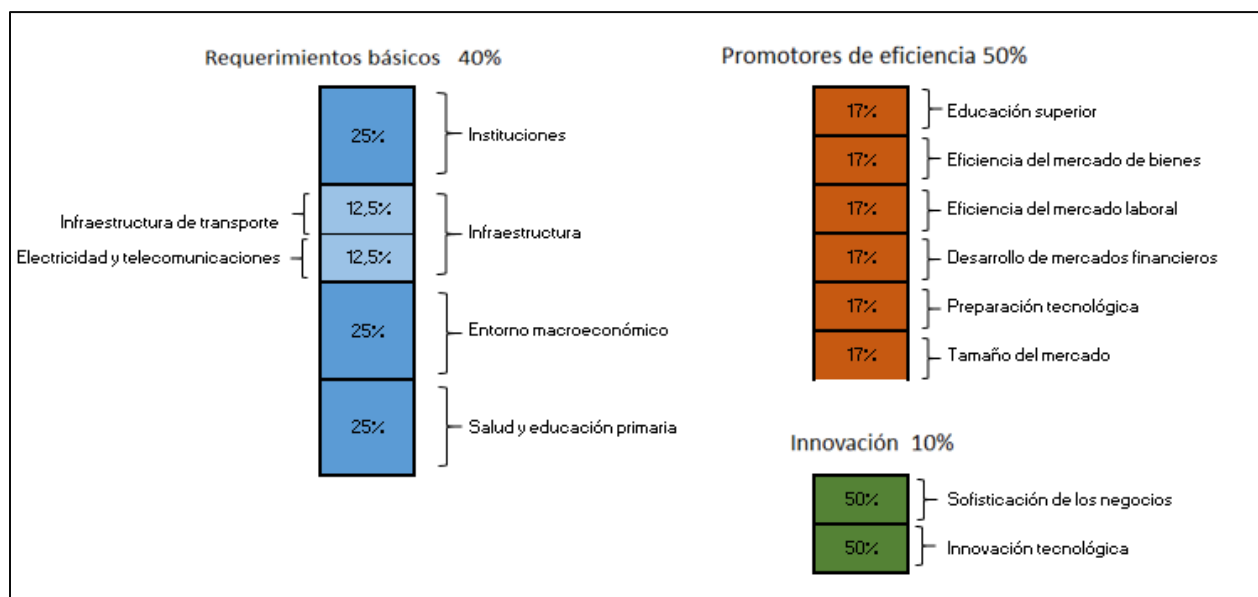 Requerimientos básicos 40%
25%
Instituciones
Infraestructura de transporte
12,5%
Infraestructura
Electricidad y telecomunicaciones
12,5%
25%
Entorno macroeconómico
25%
Salud y educación primaria
Promotores de eficiencia 50%
17%
Educación superior
17%
Eficiencia del mercado de bienes
17%
Eficiencia del mercado laboral
17%
Desarrollo de mercados financieros
17%
Preparación tecnológica
17%
Tamaño del mercado
Innovación 10%
50%
Sofisticación de los negocios
50%
Innovación tecnológica